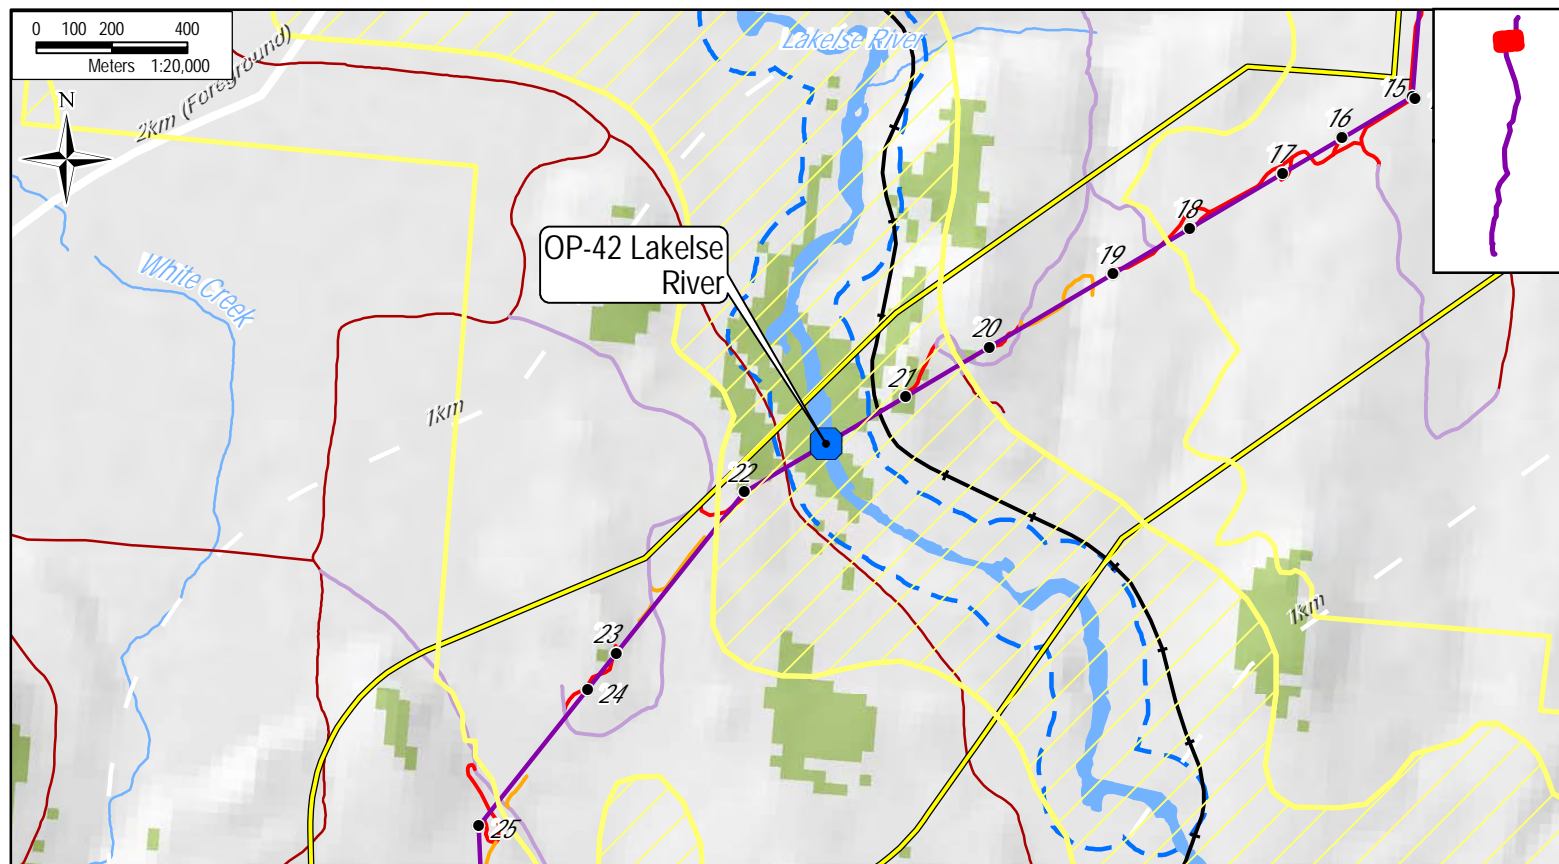 0 100 200 400
Meters 1:20,000
N
2km (Foreground)
Lakelse River
15
16
17
18
19
20
21
OP-42 Lakelse
River
White Creek
1km
22
23
24
25
1km